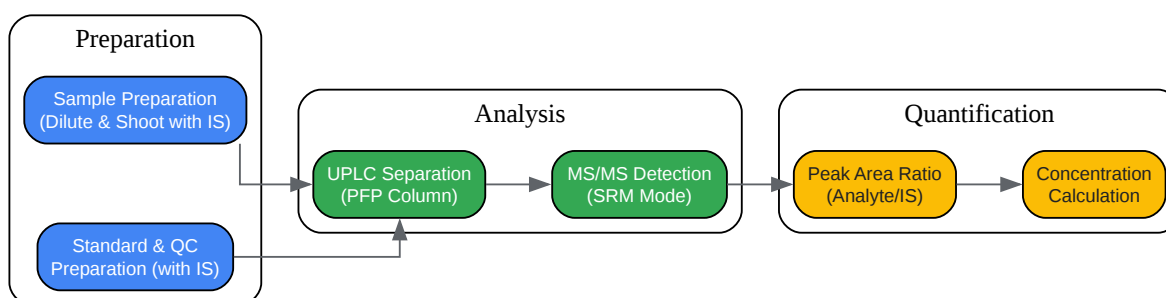 Preparation
Sample Preparation
(Dilute & Shoot with IS)
Standard & QC
Preparation (with IS)
Analysis
UPLC Separation
(PFP Column)
MS/MS Detection
(SRM Mode)
Quantification
Peak Area Ratio
(Analyte/IS)
Concentration
Calculation